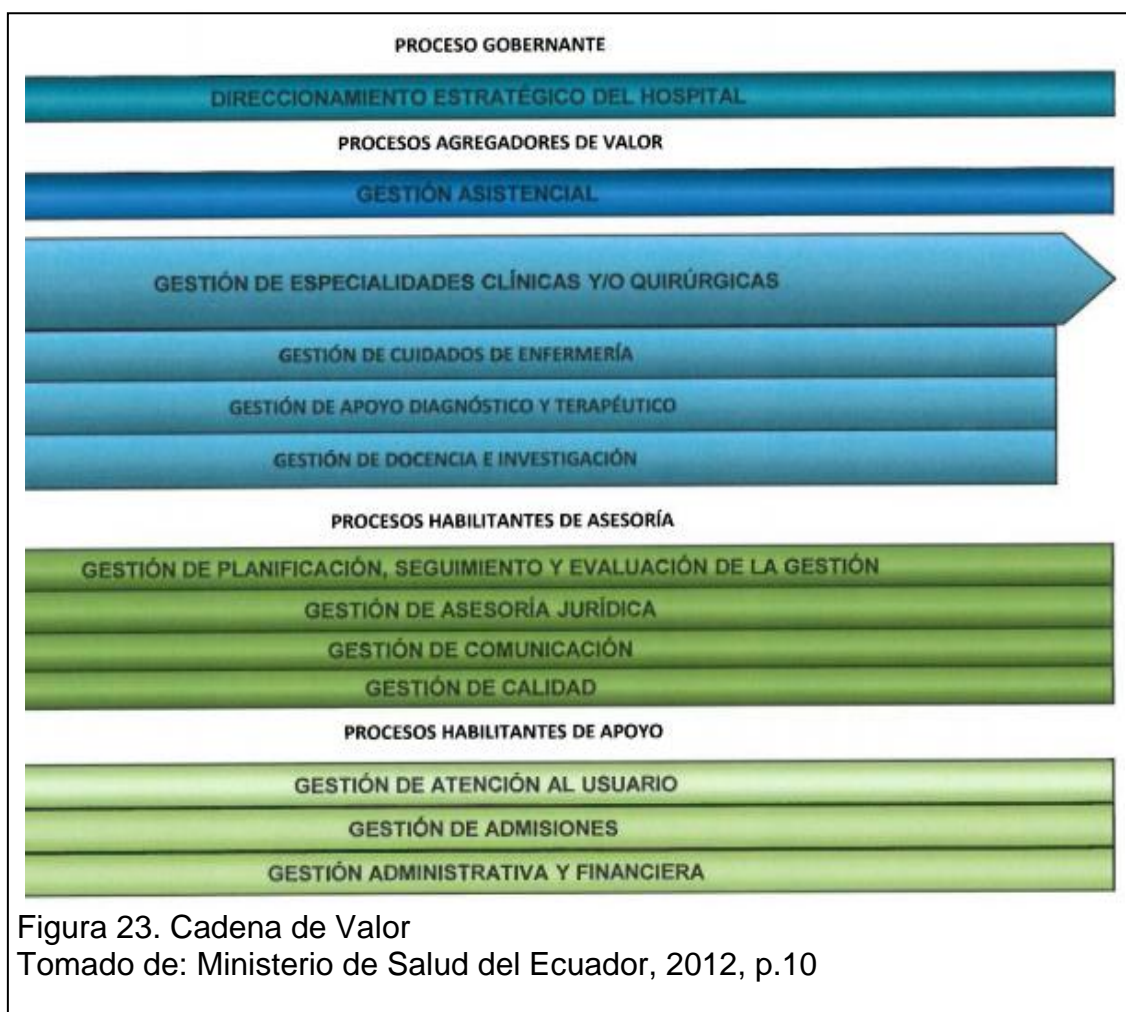 PROCESO GOBERNANTE
DIRECCIONAMIENTO ESTRATÉGICO DEL HOSPITAL
PROCESOS AGREGADORES DE VALOR
GESTIÓN ASISTENCIAL
GESTIÓN DE ESPECIALIDADES CLÍNICAS Y/O QUIRÚRGICAS
GESTIÓN DE CUIDADOS DE ENFERMERÍA
GESTIÓN DE APOYO DIAGNÓSTICO Y TERAPÉUTICO
GESTIÓN DE DOCENCIA E INVESTIGACIÓN
PROCESOS HABILITANTES DE ASESORÍA
GESTIÓN DE PLANIFICACIÓN, SEGUIMIENTO Y EVALUACIÓN DE LA GESTIÓN
GESTIÓN DE ASESORÍA JURÍDICA
GESTIÓN DE COMUNICACIÓN
GESTIÓN DE CALIDAD
PROCESOS HABILITANTES DE APOYO
GESTIÓN DE ATENCIÓN AL USUARIO
GESTIÓN DE ADMISIONES
GESTIÓN ADMINISTRATIVA Y FINANCIERA
Figura 23. Cadena de Valor
Tomado de: Ministerio de Salud del Ecuador, 2012, p.10